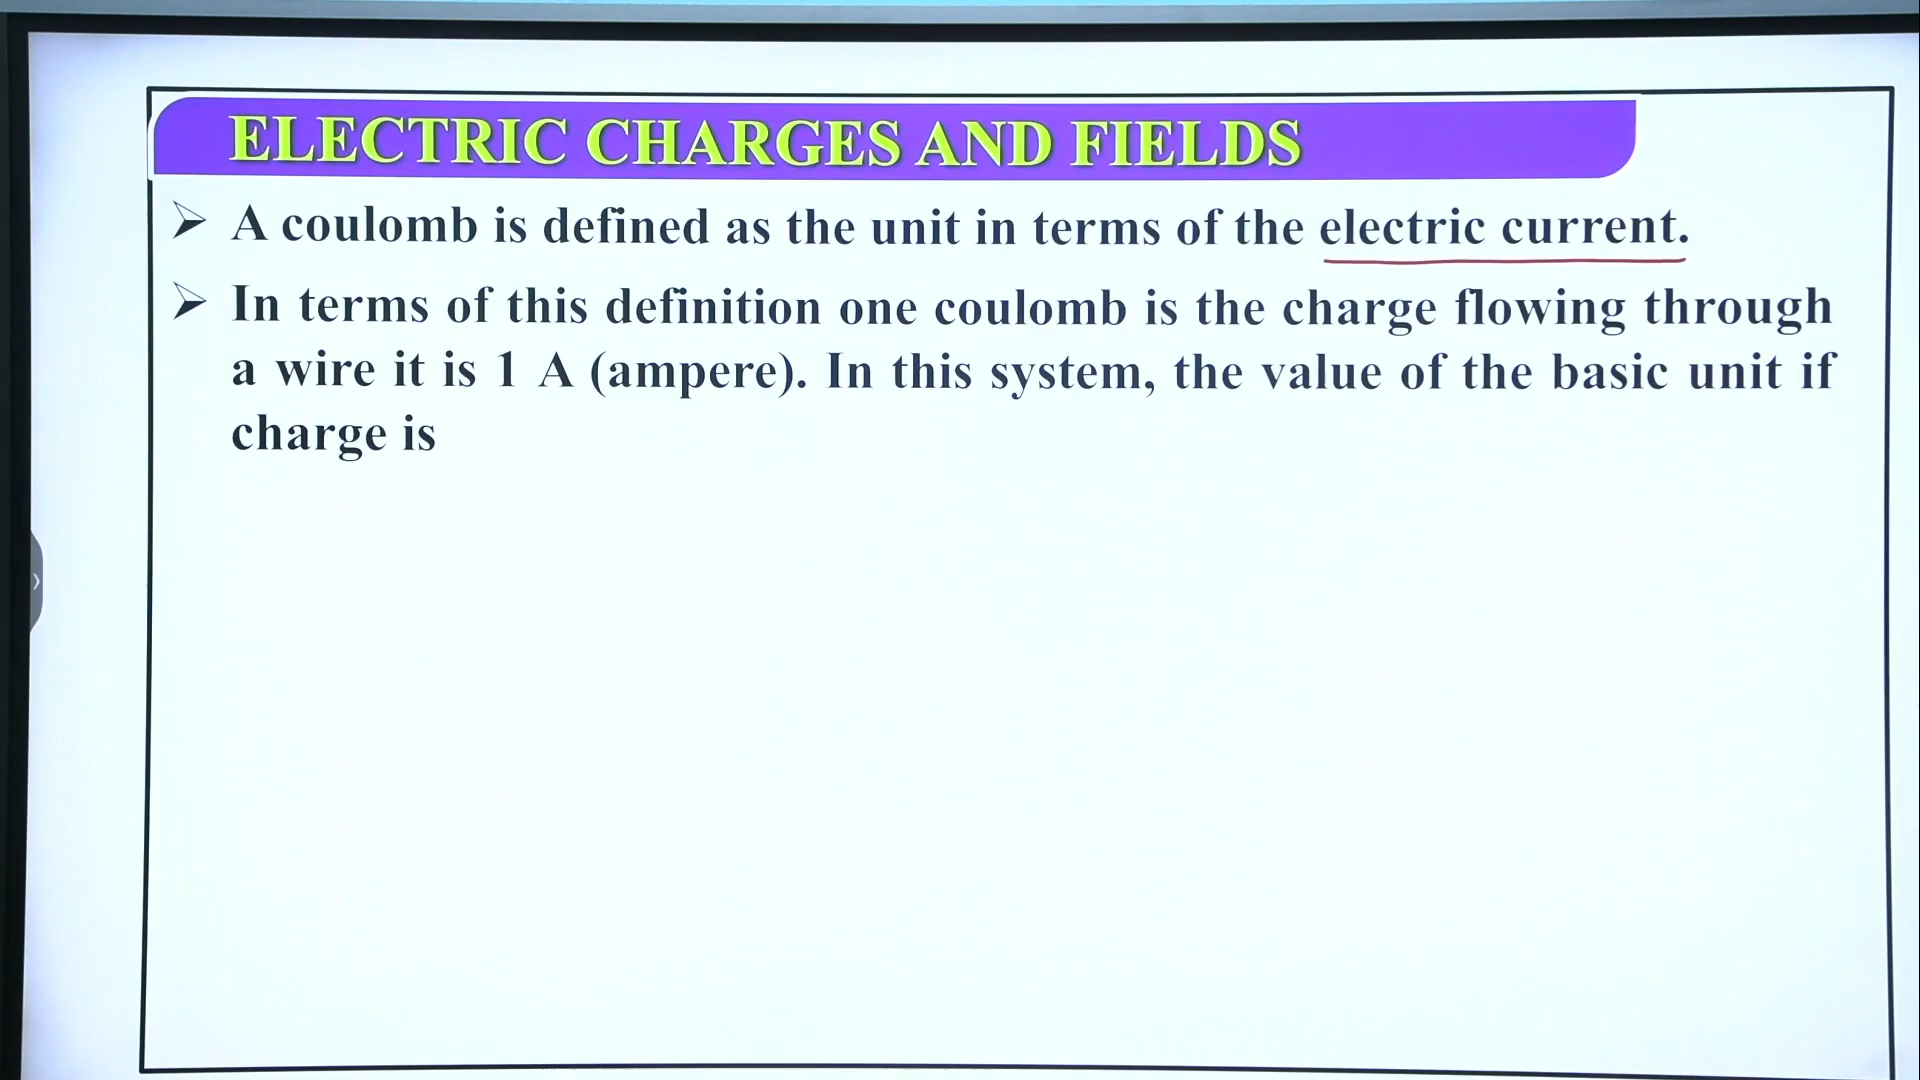 ELECTRIC CHARGES AND FIELDS
➢ A coulomb is defined as the unit in terms of the electric current.
➢ In terms of this definition one coulomb is the charge flowing through
a wire it is 1 A (ampere). In this system, the value of the basic unit if
charge is